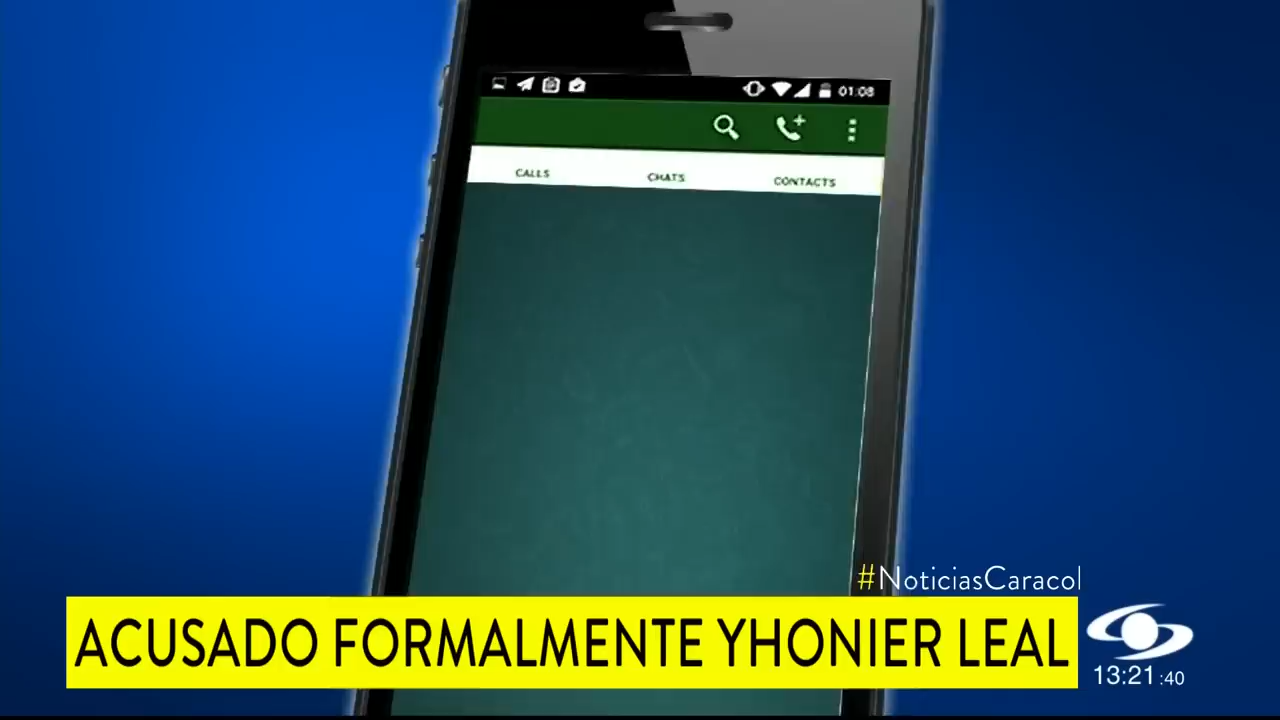 01:08
CALLS CHATS CONTACTS
#NoticiasCaracol
ACUSADO FORMALMENTE YHONIER LEAL
13:21:40